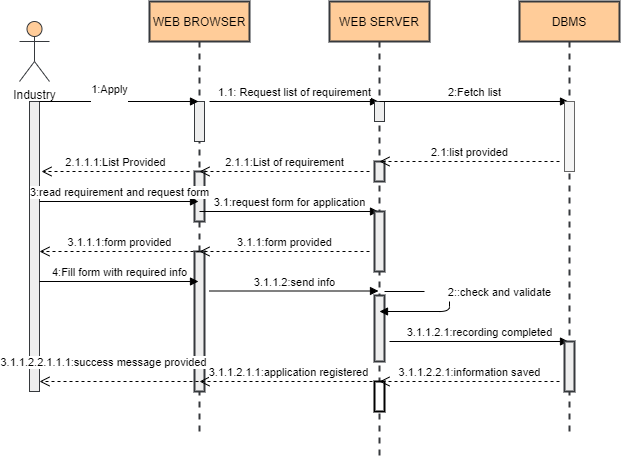 WEB BROWSER
WEB SERVER
DBMS
Industry
1:Apply
1.1: Request list of requirement
2:Fetch list
2.1:list provided
2.1.1:List of requirement
2.1.1.1:List Provided
3:read requirement and request form
3.1:request form for application
3.1.1:form provided
3.1.1.1:form provided
4:Fill form with required info
3.1.1.2:send info
2::check and validate
3.1.1.2.1:recording completed
3.1.1.2.2.1:information saved
3.1.1.2.1.1:application registered
3.1.1.2.2.1.1.1:success message provided